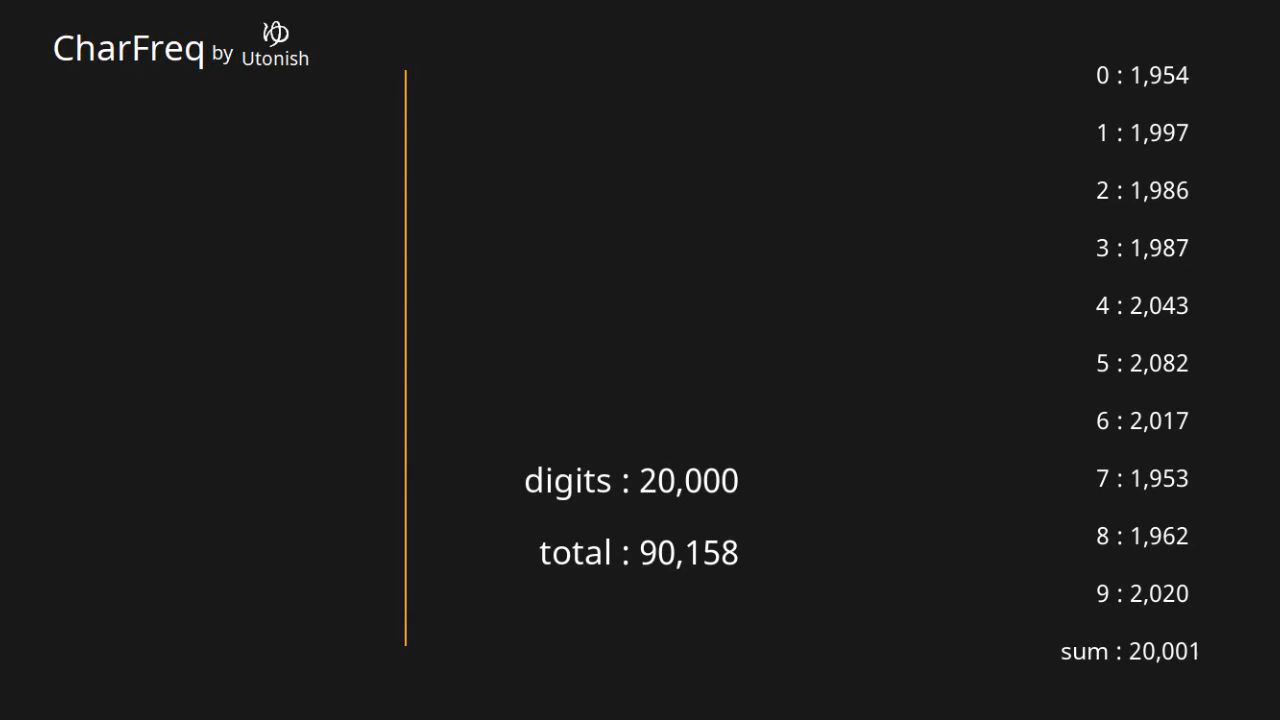 CharFreq by Utonish
0 : 1,954
1 : 1,997
2 : 1,986
3 : 1,987
4 : 2,043
5 : 2,082
6 : 2,017
digits : 20,000
7 : 1,953
8 : 1,962
total : 90,158
9 : 2,020
sum : 20,001